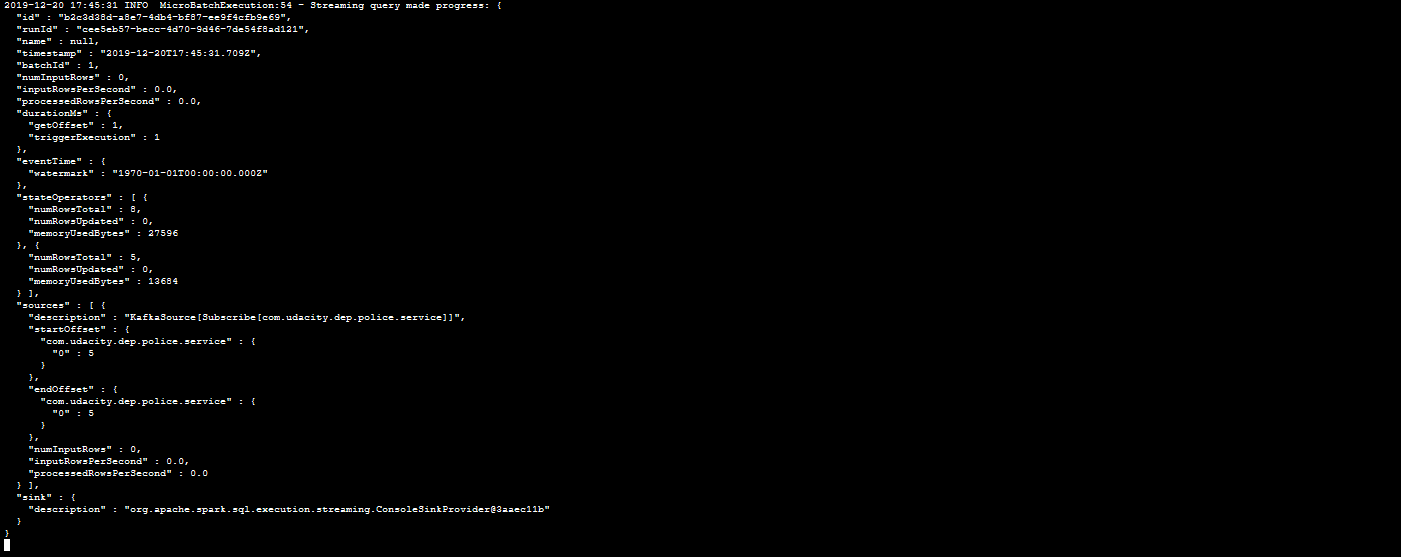 2019-12-20 17:45:31 INFO  MicroBatchExecution:54 - Streaming query made progress: {
  "id" : "b2c3d38d-a8e7-4db4-bf87-ee9f4cfb9e69",
  "runId" : "cee5eb57-becc-4d70-9d46-7de54f8ad121",
  "name" : null,
  "timestamp" : "2019-12-20T17:45:31.709Z",
  "batchId" : 1,
  "numInputRows" : 0,
  "inputRowsPerSecond" : 0.0,
  "processedRowsPerSecond" : 0.0,
  "durationMs" : {
    "getOffset" : 1,
    "triggerExecution" : 1
  },
  "eventTime" : {
    "watermark" : "1970-01-01T00:00:00.000Z"
  },
  "stateOperators" : [ {
    "numRowsTotal" : 8,
    "numRowsUpdated" : 0,
    "memoryUsedBytes" : 27596
  }, {
    "numRowsTotal" : 5,
    "numRowsUpdated" : 0,
    "memoryUsedBytes" : 13684
  } ],
  "sources" : [ {
    "description" : "KafkaSource[Subscribe[com.udacity.dep.police.service]]",
    "startOffset" : {
      "com.udacity.dep.police.service" : {
        "0" : 5
      }
    },
    "endOffset" : {
      "com.udacity.dep.police.service" : {
        "0" : 5
      }
    },
    "numInputRows" : 0,
    "inputRowsPerSecond" : 0.0,
    "processedRowsPerSecond" : 0.0
  } ],
  "sink" : {
    "description" : "org.apache.spark.sql.execution.streaming.ConsoleSinkProvider@3aaec11b"
  }
}